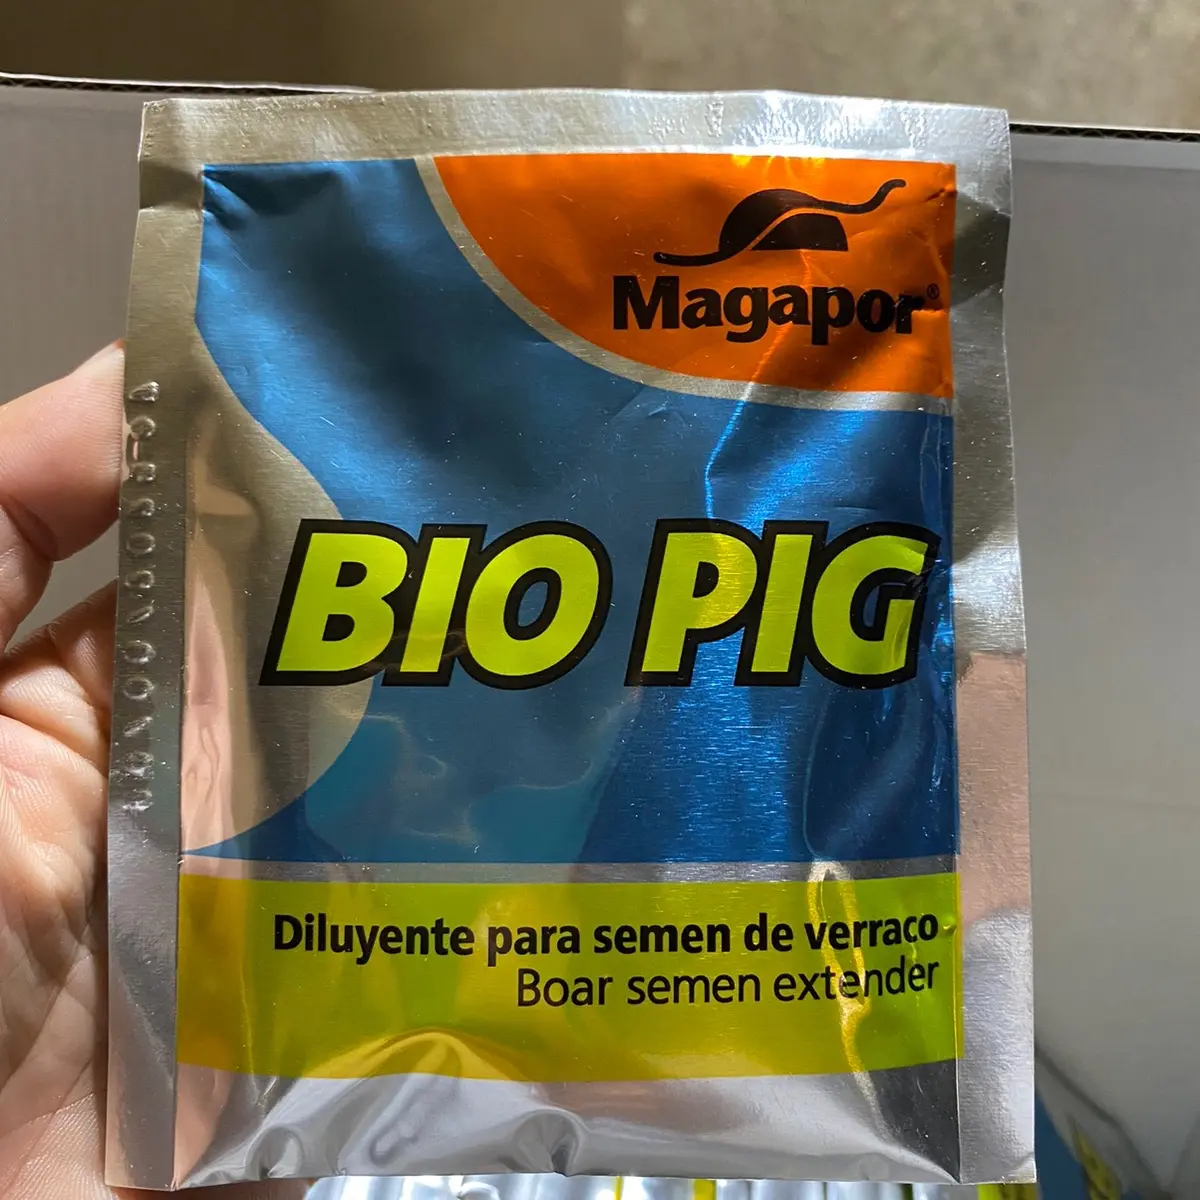 Magapor®
BIO PIG
Diluyente para semen de verraco
Boar semen extender